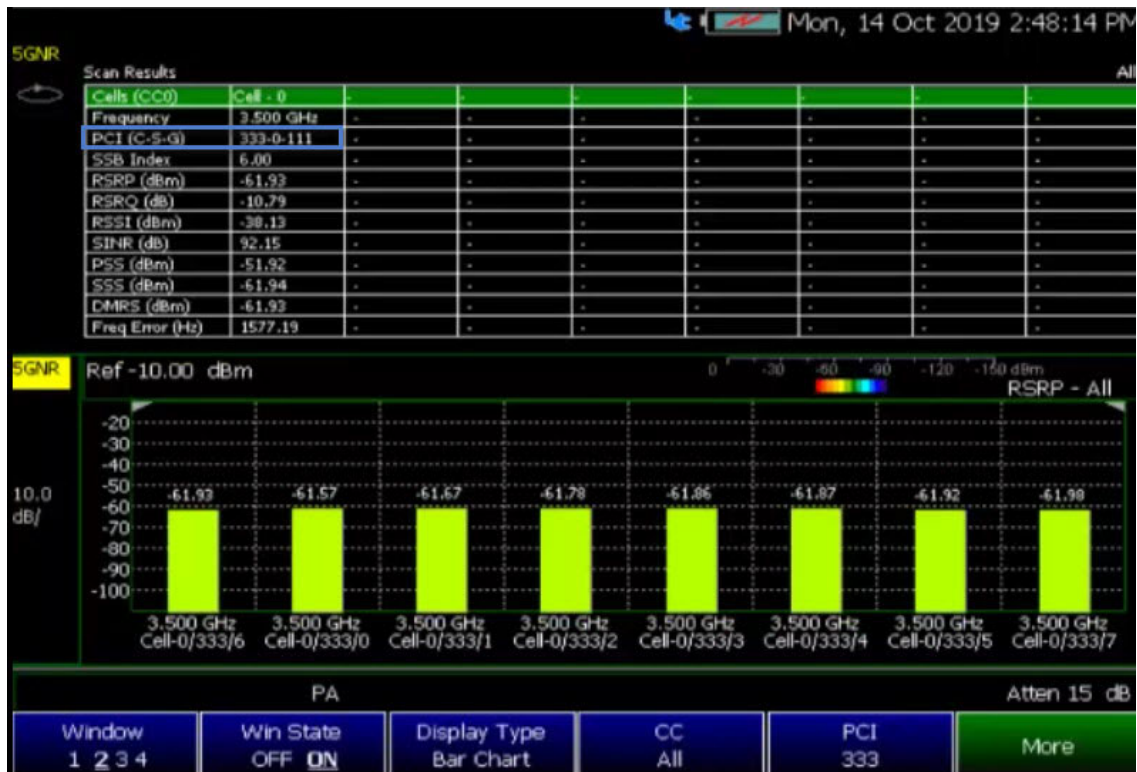 Mon, 14 Oct 2019 2:48:14 PM
5GNR
Scan Results All
Cells (CC0) Cell - 0 - - - - - - -
Frequency 3.500 GHz - - - - - - -
PCI (C-S-G) 333-0-111 - - - - - - -
SSB Index 6.00 - - - - - - -
RSRP (dBm) -61.93 - - - - - - -
RSRQ (dB) -10.79 - - - - - - -
RSSI (dBm) -38.13 - - - - - - -
SINR (dB) 92.15 - - - - - - -
PSS (dBm) -51.92 - - - - - - -
SSS (dBm) -61.94 - - - - - - -
DMRS (dBm) -61.93 - - - - - - -
Freq Error (Hz) 1577.19 - - - - - - -
5GNR Ref -10.00 dBm 0 -30 -60 -90 -120 -150 dBm
RSRP - All
-20
-30
-40
10.0 dB/
-50
-61.93 -61.57 -61.67 -61.78 -61.86 -61.87 -61.92 -61.98
-60
-70
-80
-90
-100
3.500 GHz 3.500 GHz 3.500 GHz 3.500 GHz 3.500 GHz 3.500 GHz 3.500 GHz 3.500 GHz
Cell-0/333/6 Cell-0/333/0 Cell-0/333/1 Cell-0/333/2 Cell-0/333/3 Cell-0/333/4 Cell-0/333/5 Cell-0/333/7
PA Atten 15 dB
Window Win State Display Type CC PCI More
1 2 3 4 OFF ON Bar Chart All 333